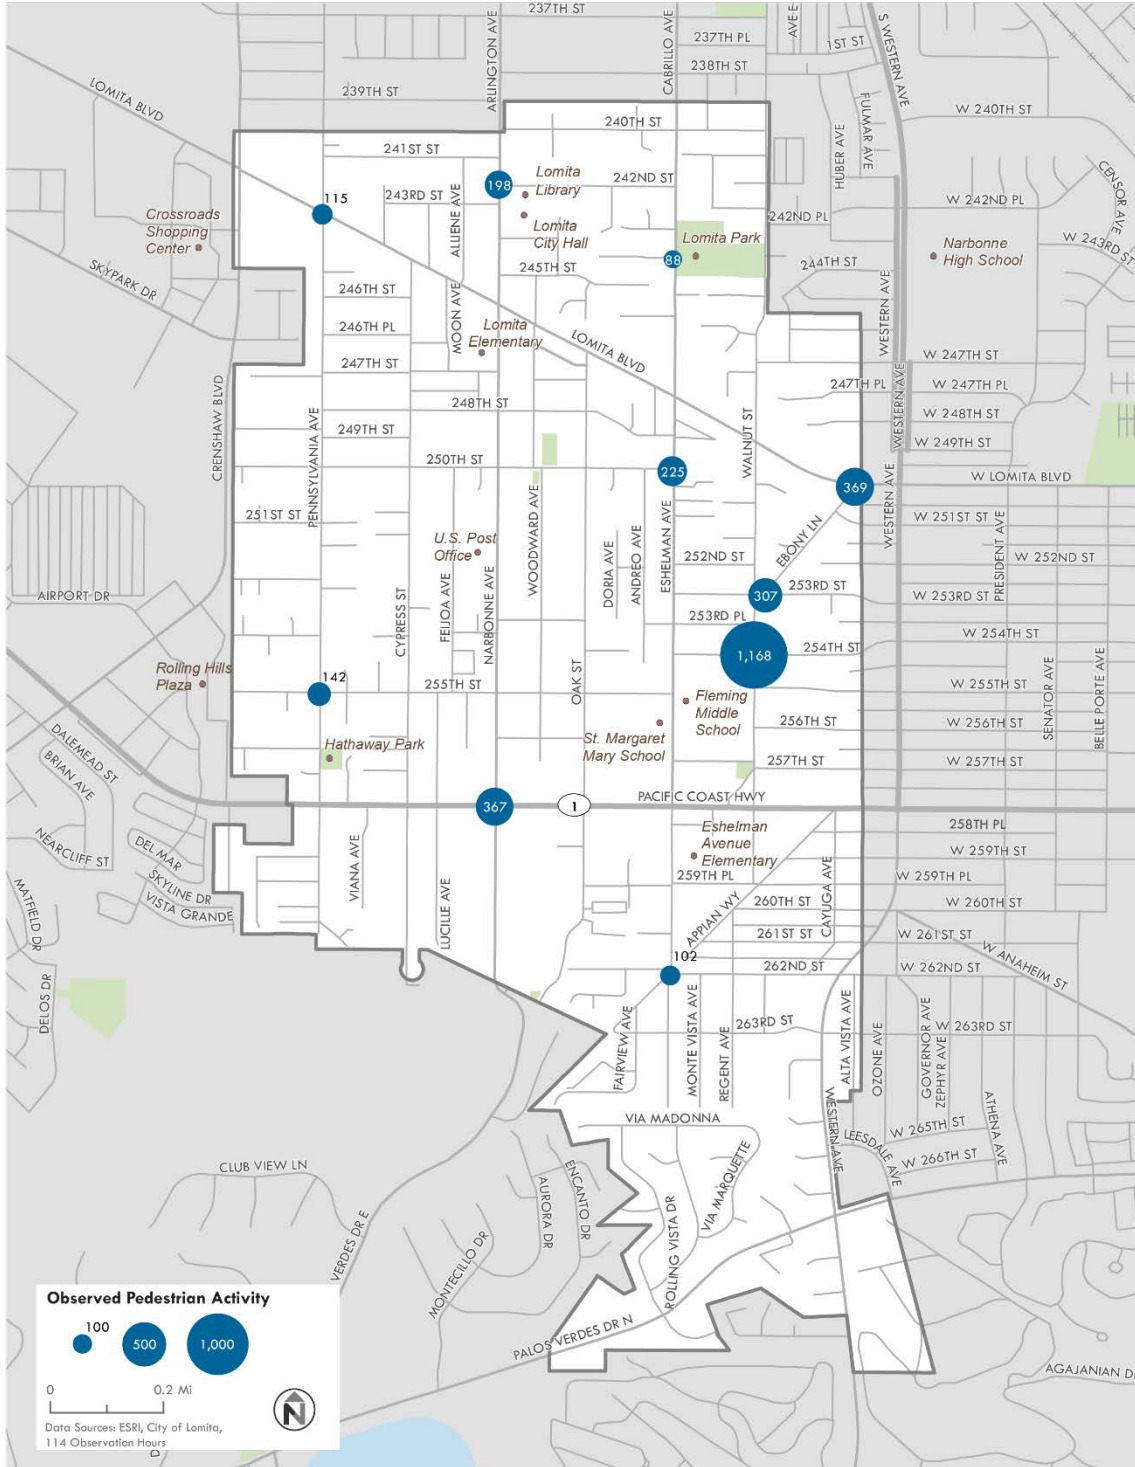 237TH ST
AVE E
S WESTERN AVE
ARLINGTON AVE
CABRILLO AVE
237TH PL
1ST ST
238TH ST
LOMITA BLVD
239TH ST
FULMAR AVE
W 240TH ST
240TH ST
HUBER AVE
241ST ST
CENSOR AVE
Lomita
Library
198
242ND ST
115
243RD ST
ALIENE AVE
W 242ND PL
242ND PL
Crossroads
Shopping
Center
Lomita
City Hall
Lomita Park
Narbonne
High School
W 243RD ST
88
244TH ST
SKYPARK DR
245TH ST
246TH ST
MOON AVE
WESTERN AVE
246TH PL
Lomita
Elementary
LOMITA BLVD
247TH ST
W 247TH ST
247TH PL
W 247TH PL
CRENSHAW BLVD
248TH ST
WESTERN AVE
W 248TH ST
PENNSYLVANIA AVE
249TH ST
WALNUT ST
W 249TH ST
250TH ST
225
369
W LOMITA BLVD
251ST ST
WOODWARD AVE
ESHELMAN AVE
WESTERN AVE
W 251ST ST
PRESIDENT AVE
U.S. Post
Office
EBONY LN
252ND ST
W 252ND ST
DORIA AVE
ANDREO AVE
AIRPORT DR
CYPRESS ST
FEIJOA AVE
NARBONNE AVE
307
253RD ST
W 253RD ST
253RD PL
1,168
254TH ST
W 254TH ST
Rolling Hills
Plaza
142
255TH ST
OAK ST
W 255TH ST
SENATOR AVE
BELLE PORTE AVE
Fleming
Middle
School
256TH ST
W 256TH ST
DALEMEAD ST
BRIAN AVE
Hathaway Park
St. Margaret
Mary School
257TH ST
W 257TH ST
367
1
PACIFIC COAST HWY
NEARCLIFF ST
DEL MAR
Eshelman
Avenue
Elementary
258TH PL
W 259TH ST
VIANA AVE
SKYLINE DR
259TH PL
W 259TH PL
MATFIELD DR
VISTA GRANDE
LUCILLE AVE
APPIAN WY
260TH ST
CAYUGA AVE
W 260TH ST
261ST ST
W 261ST ST
102
262ND ST
W 262ND ST
W ANAHEIM ST
DELOS DR
FAIRVIEW AVE
MONTE VISTA AVE
REGENT AVE
263RD ST
ALTA VISTA AVE
OZONE AVE
GOVERNOR AVE
ZEPHYR AVE
W 263RD ST
VIA MADONNA
WESTERN AVE
LEESDALE AVE
W 265TH ST
ATHENA AVE
W 266TH ST
CLUB VIEW LN
ENCANTO DR
AURORA DR
VIA MARQUETTE
ROLLING VISTA DR
VERDES DR E
MONTECILLO DR
PALOS VERDES DR N
AGAJANIAN D
Observed Pedestrian Activity
100
500
1,000
0
0.2 Mi
N
Data Sources: ESRI, City of Lomita,
114 Observation Hours